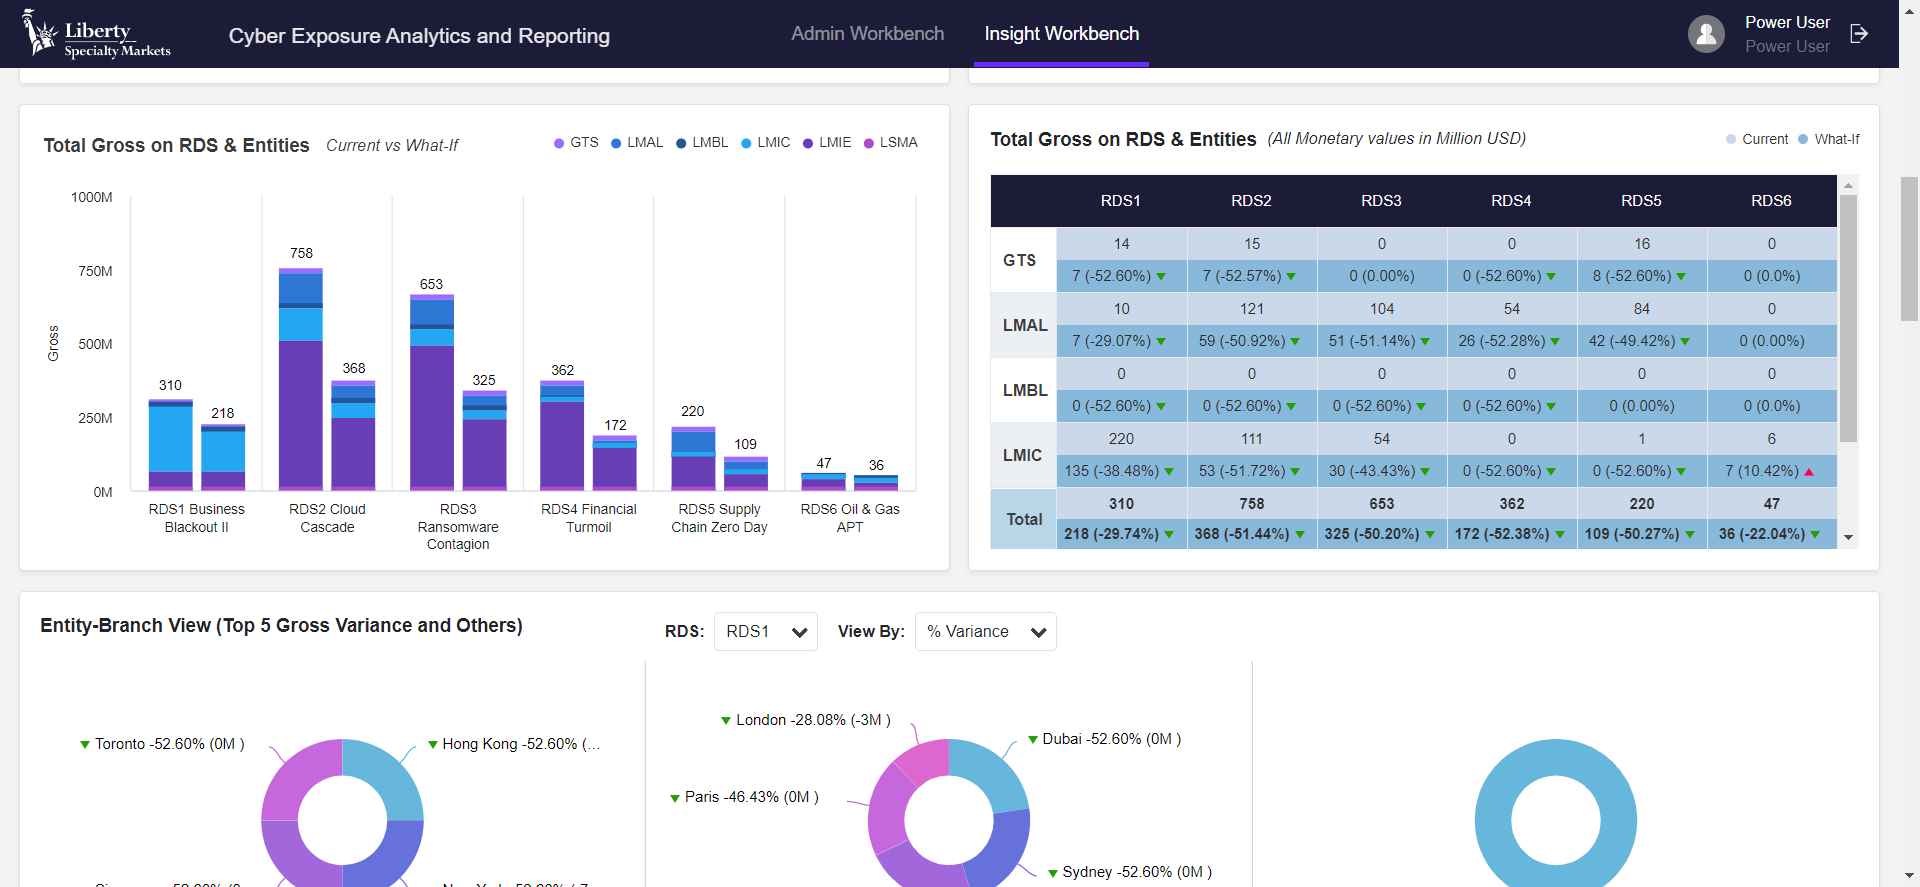 Liberty
Specialty Markets
Cyber Exposure Analytics and Reporting
Admin Workbench
Insight Workbench
Power User
Power User
Total Gross on RDS & Entities
Current vs What-If
GTS LMAL LMBL LMIC LMIE LSMA
1000M
750M
500M
250M
0M
Gross
310 218
758 368
653 325
362 172
220 109
47 36
RDS1 Business
Blackout II
RDS2 Cloud
Cascade
RDS3
Ransomware
Contagion
RDS4 Financial
Turmoil
RDS5 Supply
Chain Zero Day
RDS6 Oil & Gas
APT
Total Gross on RDS & Entities (All Monetary values in Million USD)
Current What-If
RDS1 RDS2 RDS3 RDS4 RDS5 RDS6
GTS
14 15 0 0 16 0
7 (-52.60%) 7 (-52.57%) 0 (0.00%) 0 (-52.60%) 8 (-52.60%) 0 (0.0%)
LMAL
10 121 104 54 84 0
7 (-29.07%) 59 (-50.92%) 51 (-51.14%) 26 (-52.28%) 42 (-49.42%) 0 (0.00%)
LMBL
0 0 0 0 0 0
0 (-52.60%) 0 (-52.60%) 0 (-52.60%) 0 (-52.60%) 0 (0.00%) 0 (0.0%)
LMIC
220 111 54 0 1 6
135 (-38.48%) 53 (-51.72%) 30 (-43.43%) 0 (-52.60%) 0 (-52.60%) 7 (10.42%)
Total
310 758 653 362 220 47
218 (-29.74%) 368 (-51.44%) 325 (-50.20%) 172 (-52.38%) 109 (-50.27%) 36 (-22.04%)
Entity-Branch View (Top 5 Gross Variance and Others)
RDS: RDS1
View By: % Variance
Toronto -52.60% (0M )
Hong Kong -52.60% (...
London -28.08% (-3M )
Dubai -52.60% (0M )
Paris -46.43% (0M )
Sydney -52.60% (0M )